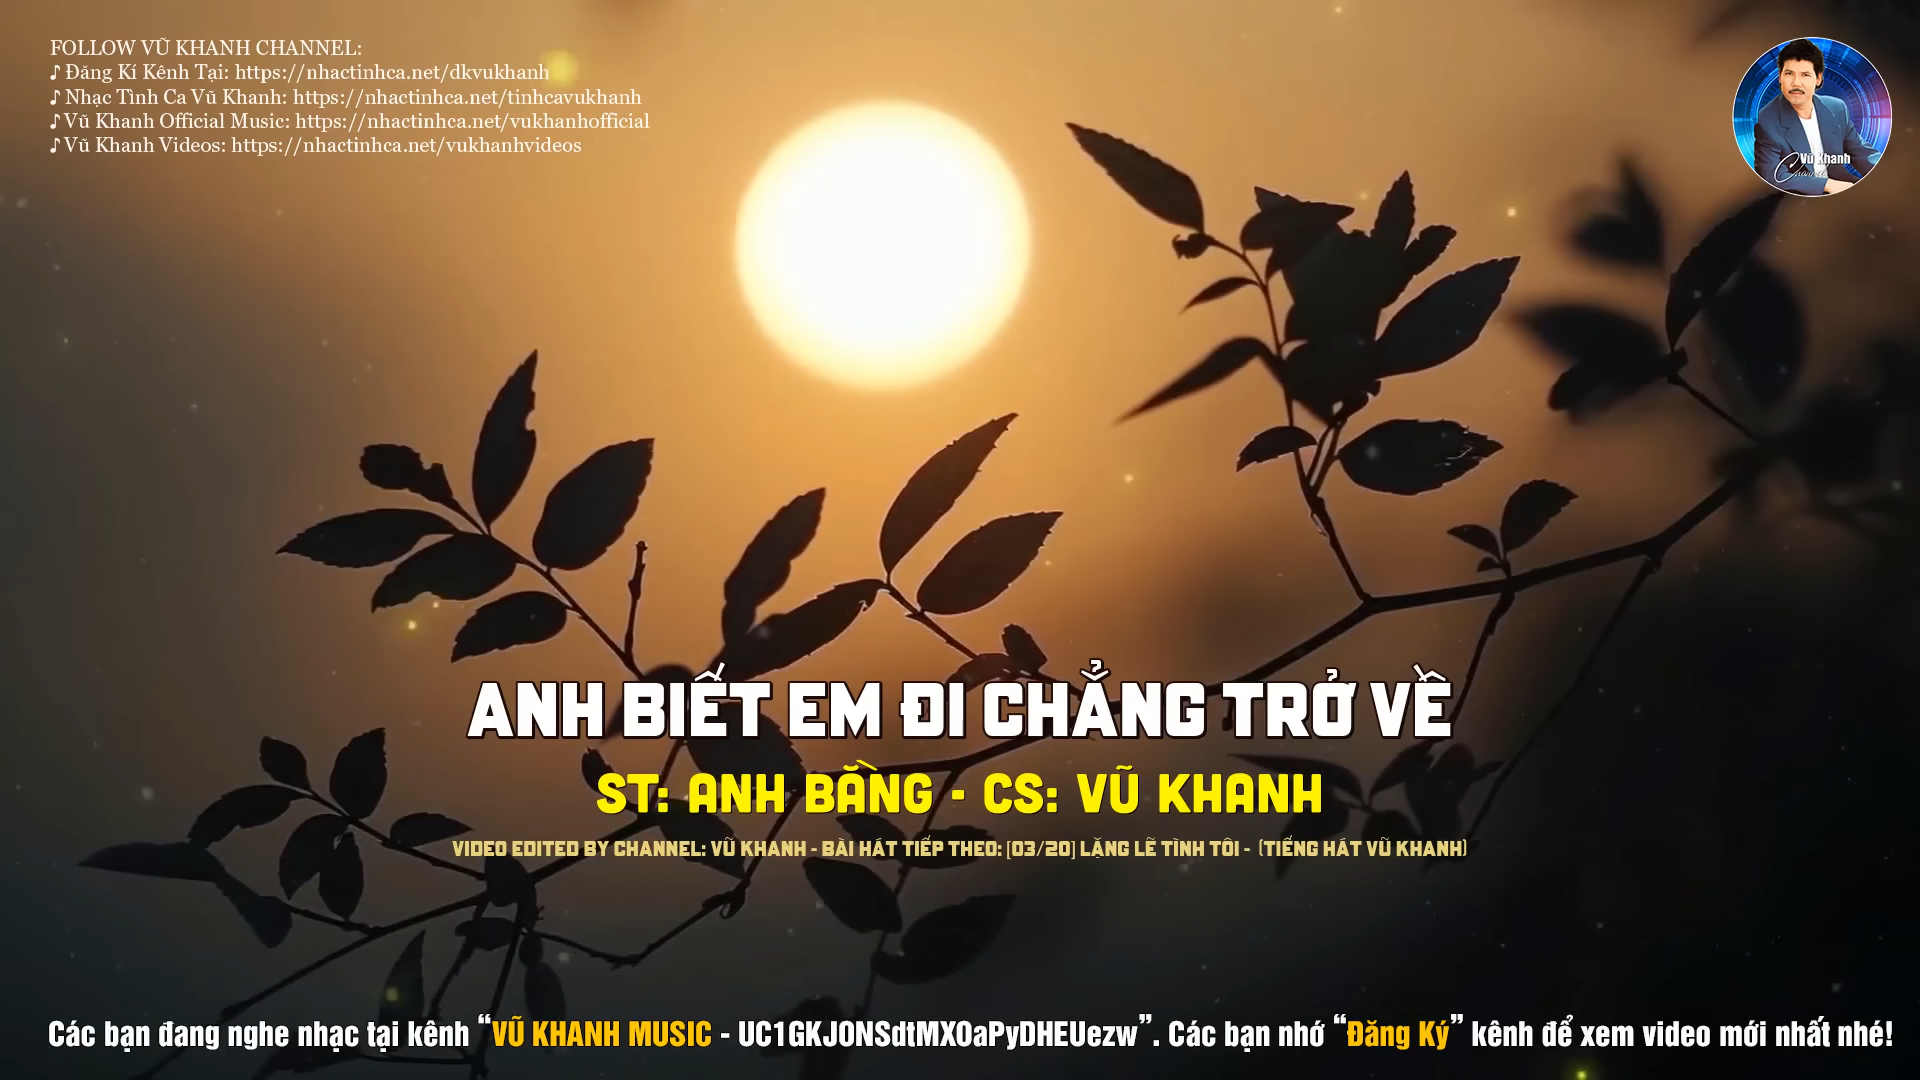 FOLLOW VŨ KHANH CHANNEL:
♪ Đăng Kí Kênh Tại: https://nhactinhca.net/dkvukhanh
♪ Nhạc Tình Ca Vũ Khanh: https://nhactinhca.net/tinhcavukhanh
♪ Vũ Khanh Official Music: https://nhactinhca.net/vukhanhofficial
♪ Vũ Khanh Videos: https://nhactinhca.net/vukhanhvideos
Vũ Khanh
Channel
ANH BIẾT EM ĐI CHẲNG TRỞ VỀ
ST: ANH BẰNG - CS: VŨ KHANH
VIDEO EDITED BY CHANNEL: VŨ KHANH - BÀI HÁT TIẾP THEO: [03/20] LẶNG LẼ TÌNH TÔI - (TIẾNG HÁT VŨ KHANH)
Các bạn đang nghe nhạc tại kênh “VŨ KHANH MUSIC - UC1GKJONSdtMXOaPyDHEUezw”. Các bạn nhớ “Đăng Ký” kênh để xem video mới nhất nhé!